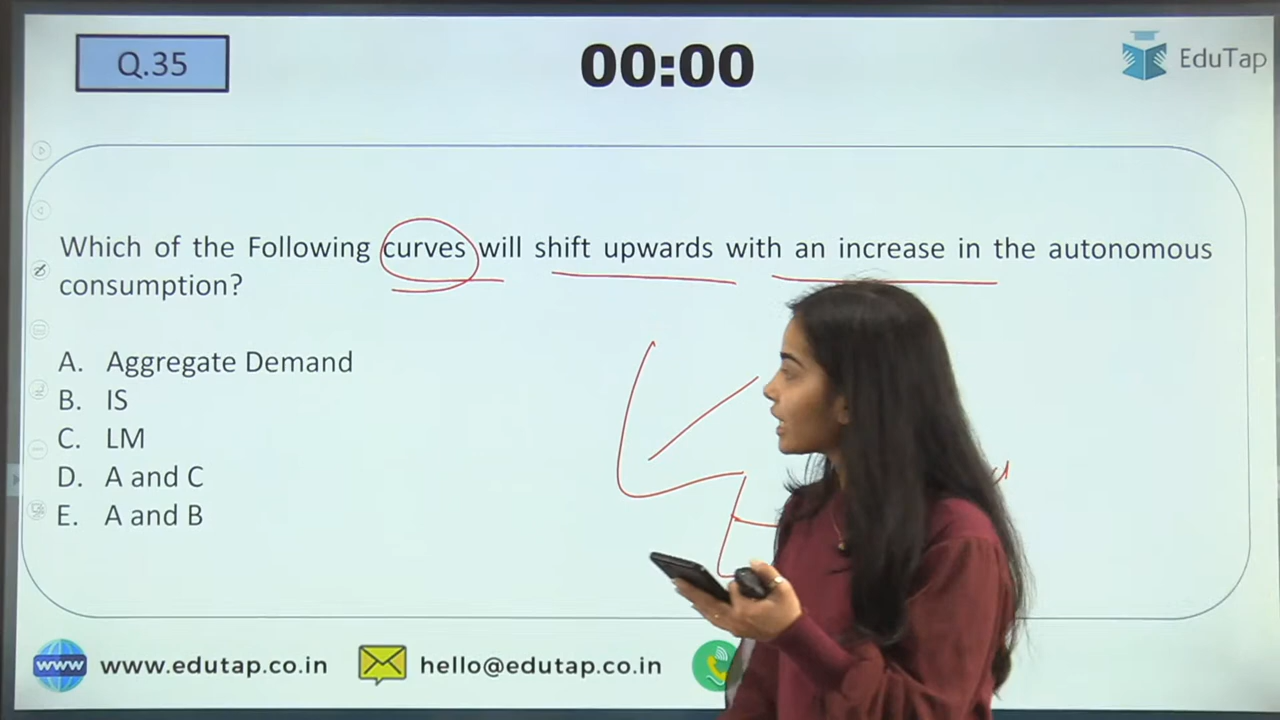 Q.35
00:00
EduTap
Which of the Following curves will shift upwards with an increase in the autonomous
consumption?
A. Aggregate Demand
B. IS
C. LM
D. A and C
E. A and B
www
www.edutap.co.in
hello@edutap.co.in